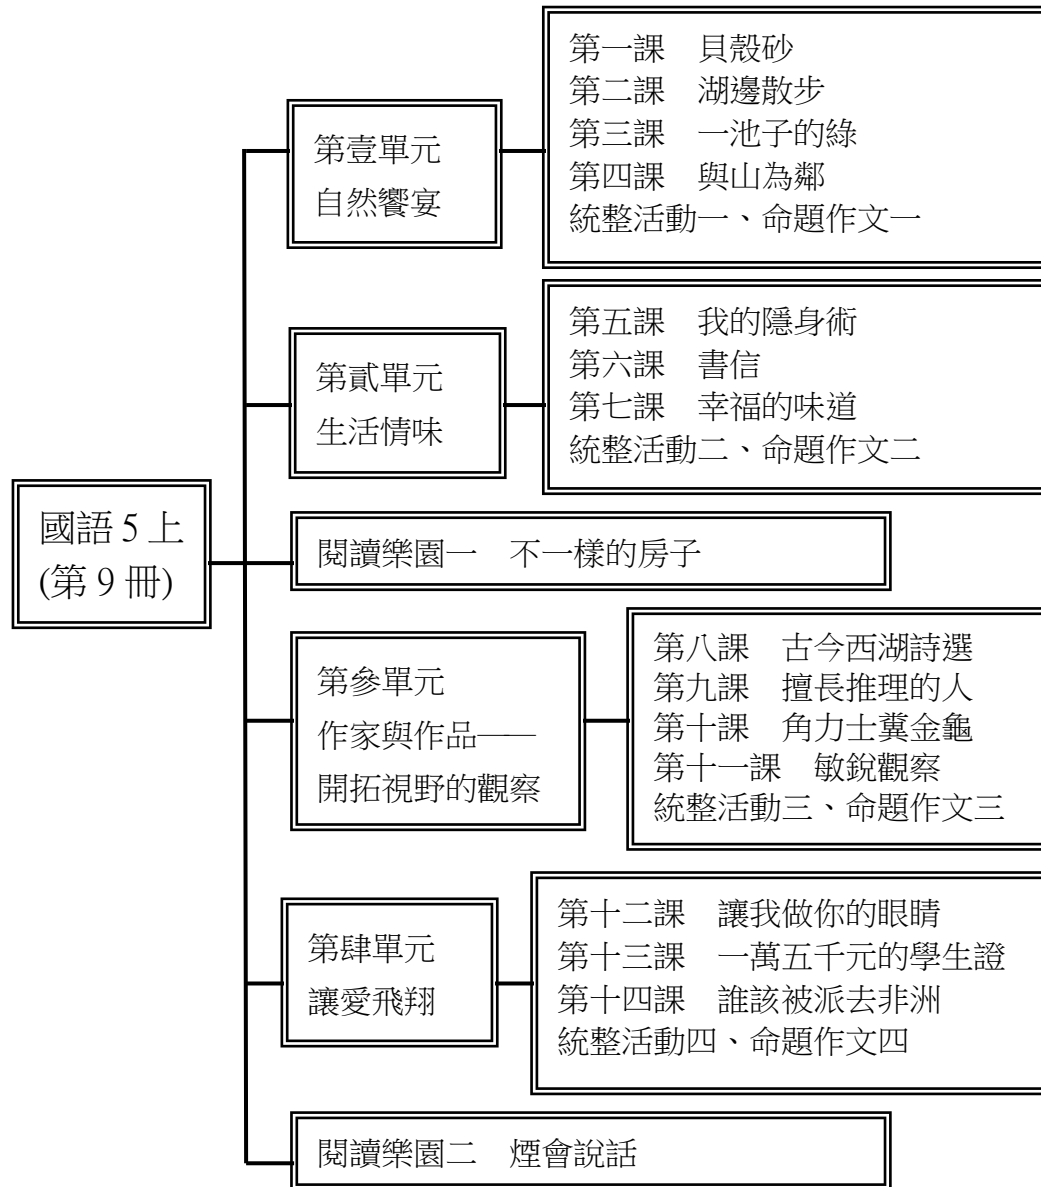 國語 5 上
(第 9 冊)
第壹單元
自然饗宴
第一課　貝殼砂
第二課　湖邊散步
第三課　一池子的綠
第四課　與山為鄰
統整活動一、命題作文一
第貳單元
生活情味
第五課　我的隱身術
第六課　書信
第七課　幸福的味道
統整活動二、命題作文二
閱讀樂園一　不一樣的房子
第參單元
作家與作品——
開拓視野的觀察
第八課　古今西湖詩選
第九課　擅長推理的人
第十課　角力士糞金龜
第十一課　敏銳觀察
統整活動三、命題作文三
第肆單元
讓愛飛翔
第十二課　讓我做你的眼睛
第十三課　一萬五千元的學生證
第十四課　誰該被派去非洲
統整活動四、命題作文四
閱讀樂園二　煙會說話